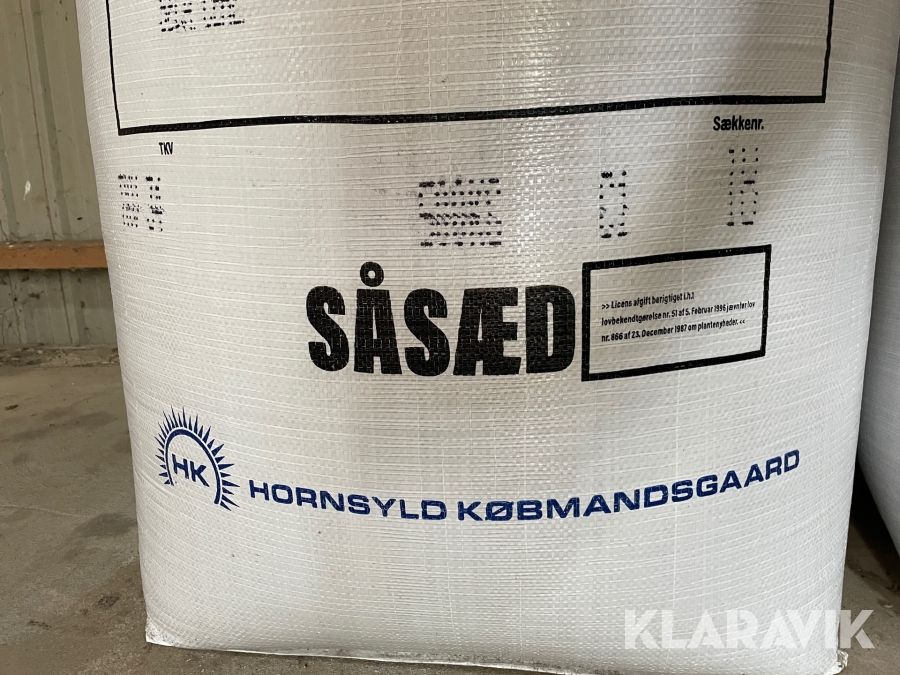 Sækkenr.
TKV
SÅSÆD
>> Licens afgift berigtiget i.h.t
lovbekendtgørelse nr. 51 af 5. Februar 1996 jævnfør lov
nr. 866 af 23. December 1987 om plantenyheder. <<
HK
HORNSYLD KØBMANDSGAARD
KLARAVIK